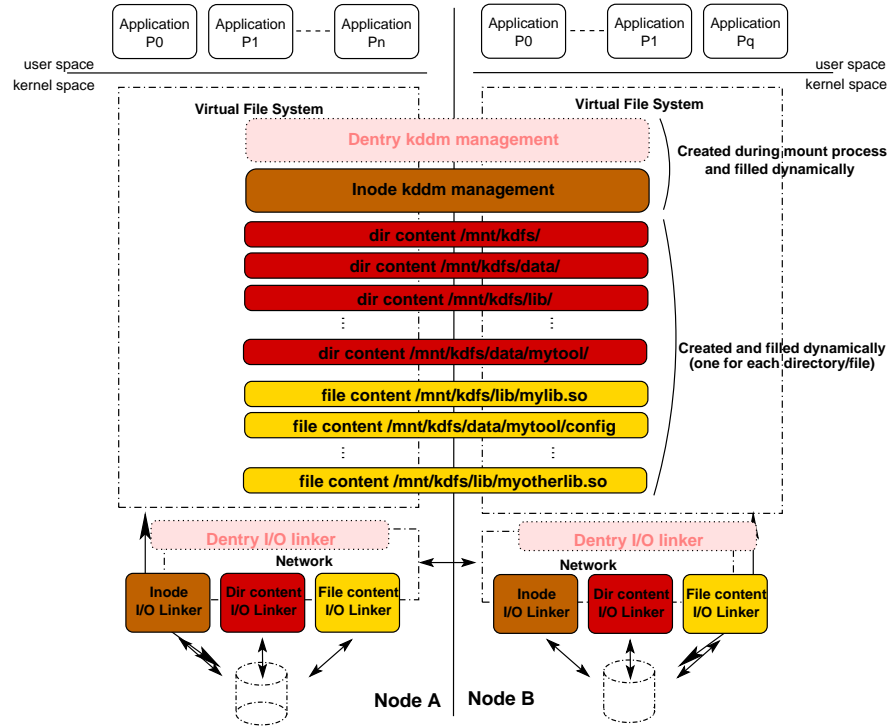 Application P0
Application P1
Application Pn
Application P0
Application P1
Application Pq
user space
kernel space
user space
kernel space
Virtual File System
Virtual File System
Dentry kddm management
Inode kddm management
Created during mount process
and filled dynamically
dir content /mnt/kdfs/
dir content /mnt/kdfs/data/
dir content /mnt/kdfs/lib/
dir content /mnt/kdfs/data/mytool/
Created and filled dynamically
(one for each directory/file)
file content /mnt/kdfs/lib/mylib.so
file content /mnt/kdfs/data/mytool/config
file content /mnt/kdfs/lib/myotherlib.so
Dentry I/O linker
Network
Inode I/O Linker
Dir content I/O Linker
File content I/O Linker
Dentry I/O linker
Network
Inode I/O Linker
Dir content I/O Linker
File content I/O Linker
Node A
Node B